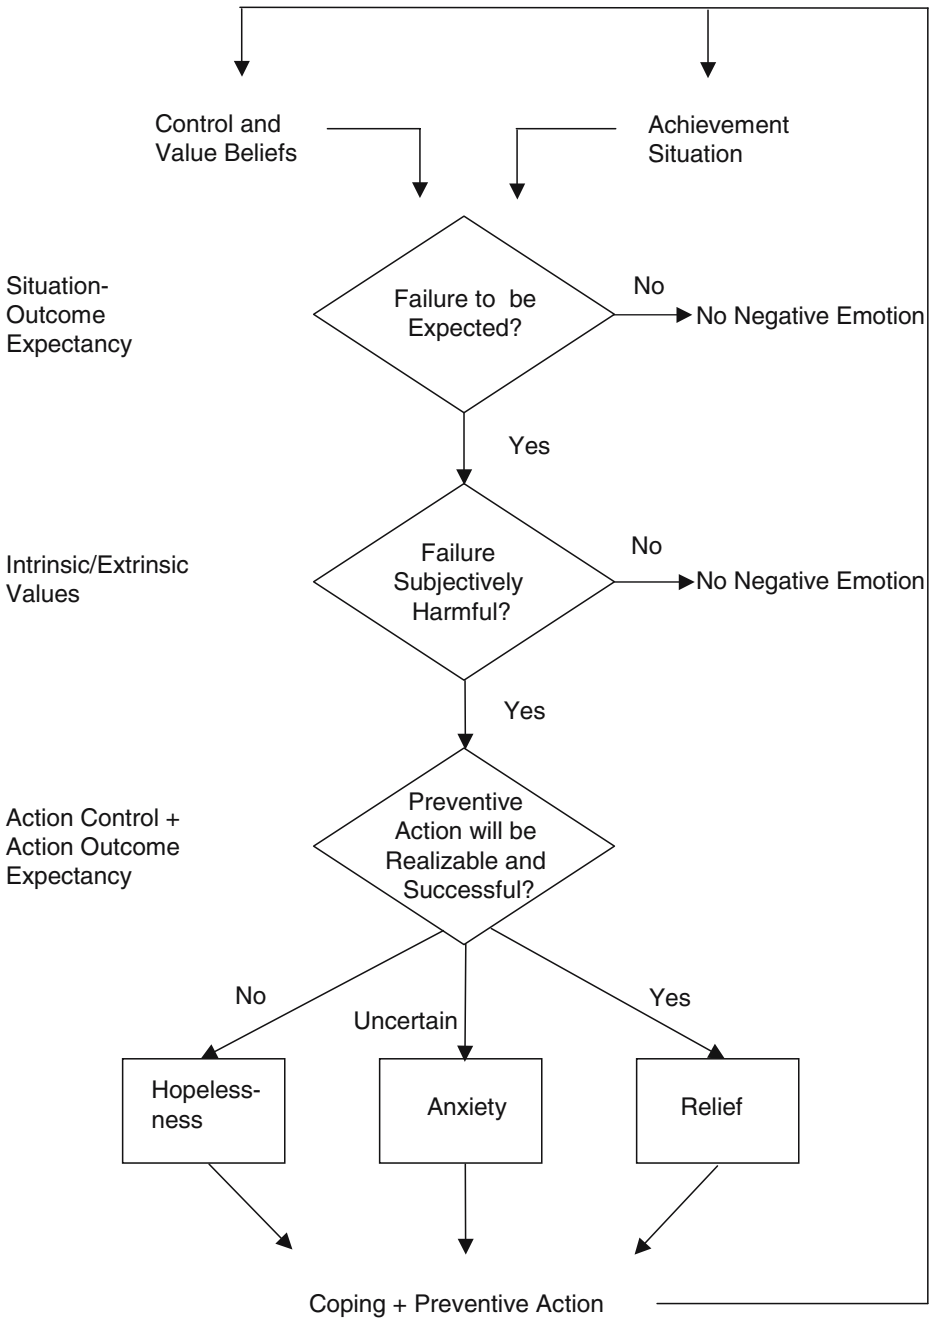 Control and
Value Beliefs
Achievement
Situation
Situation-
Outcome
Expectancy
Failure to be
Expected?
No
No Negative Emotion
Yes
Intrinsic/Extrinsic
Values
Failure
Subjectively
Harmful?
No
No Negative Emotion
Yes
Action Control +
Action Outcome
Expectancy
Preventive
Action will be
Realizable and
Successful?
No
Uncertain
Yes
Hopeless-
ness
Anxiety
Relief
Coping + Preventive Action